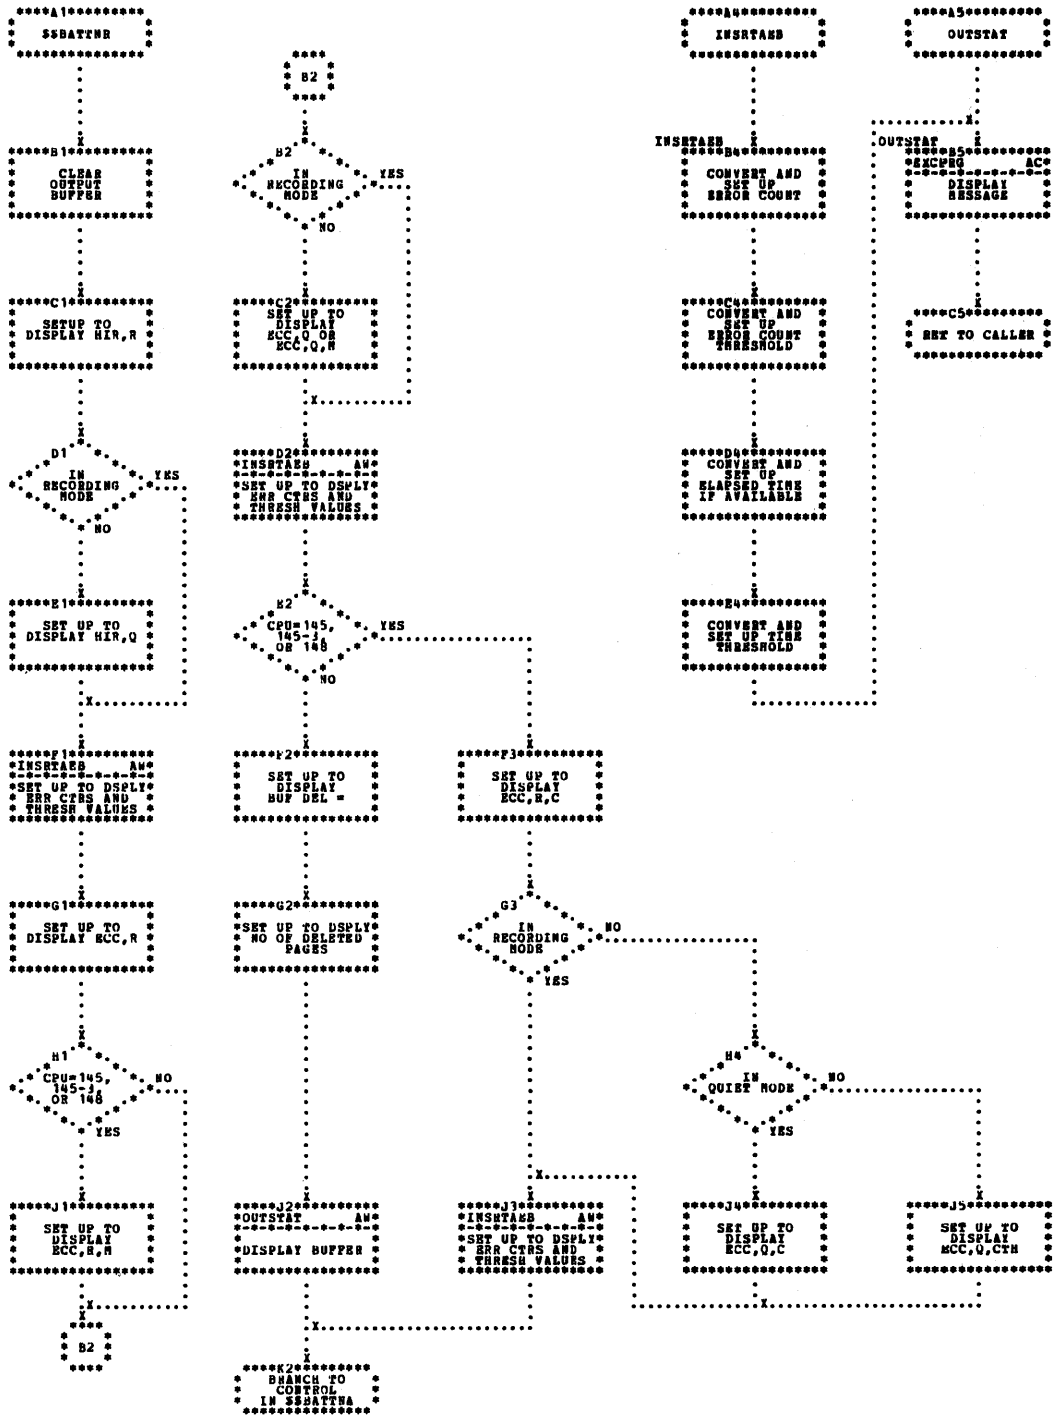 A1
$$BATTNR
B1
CLEAR
OUTPUT
BUFFER
C1
SETUP TO
DISPLAY HIR,R
D1
IN
RECORDING
MODE
YES
NO
E1
SET UP TO
DISPLAY HIR,Q
F1
INSRTAEB AW
SET UP TO DSPLY
ERR CTRS AND
THRESH VALUES
G1
SET UP TO
DISPLAY ECC,R
H1
CPU=145,
145-3,
OR 148
NO
YES
J1
SET UP TO
DISPLAY
ECC,R,M
B2
B2
B2
IN
RECORDING
MODE
YES
NO
C2
SET UP TO
DISPLAY
ECC,Q OR
ECC,Q,M
D2
INSRTAEB AW
SET UP TO DSPLY
ERR CTRS AND
THRESH VALUES
E2
CPU=145,
145-3,
OR 148
YES
NO
F2
SET UP TO
DISPLAY
BUF DEL =
G2
SET UP TO DSPLY
NO OF DELETED
PAGES
J2
OUTSTAT AW
DISPLAY BUFFER
K2
BRANCH TO
CONTROL
IN $$BATTNA
F3
SET UP TO
DISPLAY
ECC,R,C
G3
IN
RECORDING
MODE
NO
YES
J3
INSRTAEB AW
SET UP TO DSPLY
ERR CTRS AND
THRESH VALUES
A4
INSRTAEB
INSRTAEB
B4
CONVERT AND
SET UP
ERROR COUNT
C4
CONVERT AND
SET UP
ERROR COUNT
THRESHOLD
D4
CONVERT AND
SET UP
ELAPSED TIME
IF AVAILABLE
E4
CONVERT AND
SET UP TIME
THRESHOLD
H4
IN
QUIET MODE
NO
YES
J4
SET UP TO
DISPLAY
ECC,Q,C
A5
OUTSTAT
OUTSTAT
B5
EXCPRG AC
DISPLAY
MESSAGE
C5
RET TO CALLER
J5
SET UP TO
DISPLAY
ECC,Q,CTH